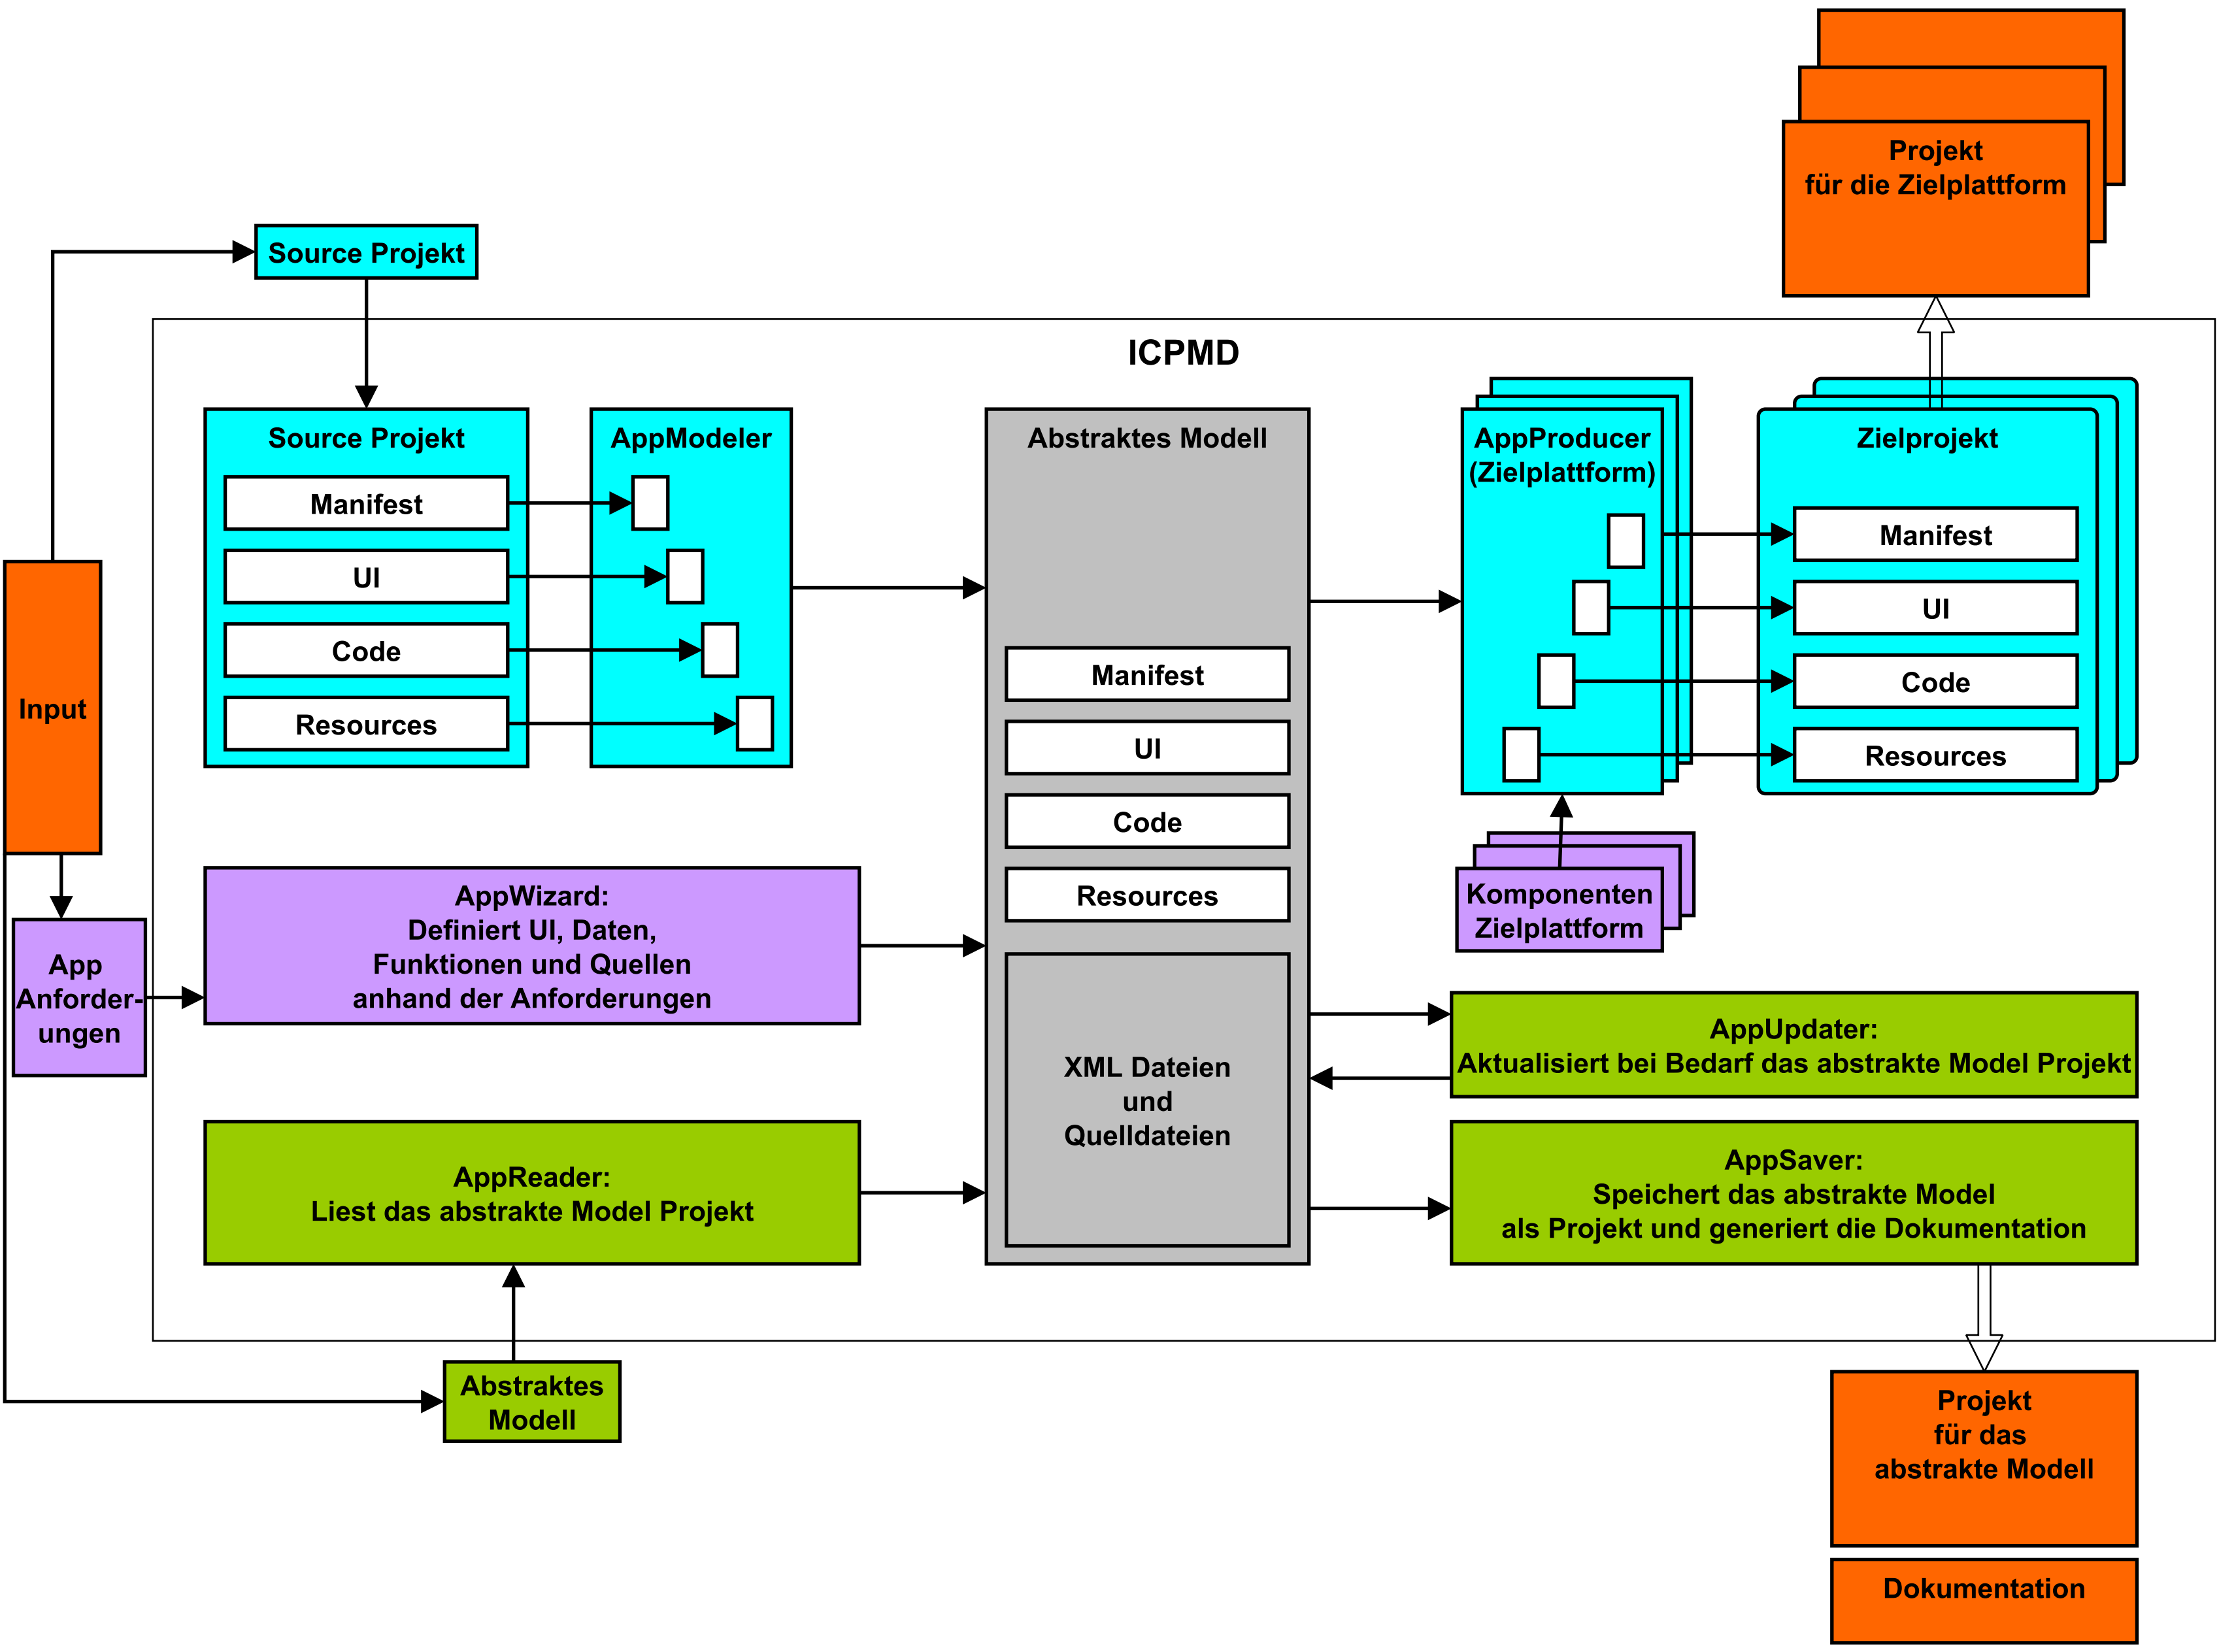 Projekt
für die Zielplattform
Source Projekt
ICPMD
Source Projekt
Manifest
UI
Code
Resources
AppModeler
Abstraktes Modell
Manifest
UI
Code
Resources
XML Dateien
und
Quelldateien
AppProducer
(Zielplattform)
Zielprojekt
Manifest
UI
Code
Resources
Input
Komponenten
Zielplattform
App
Anforder-
ungen
AppWizard:
Definiert UI, Daten,
Funktionen und Quellen
anhand der Anforderungen
AppUpdater:
Aktualisiert bei Bedarf das abstrakte Model Projekt
AppReader:
Liest das abstrakte Model Projekt
AppSaver:
Speichert das abstrakte Model
als Projekt und generiert die Dokumentation
Abstraktes
Modell
Projekt
für das
abstrakte Modell
Dokumentation